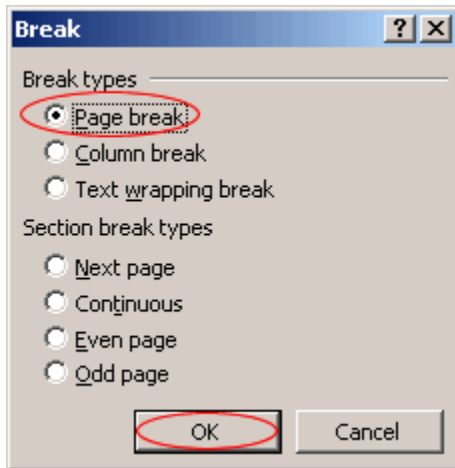 Break
Break types
Page break
Column break
Text wrapping break
Section break types
Next page
Continuous
Even page
Odd page
OK Cancel